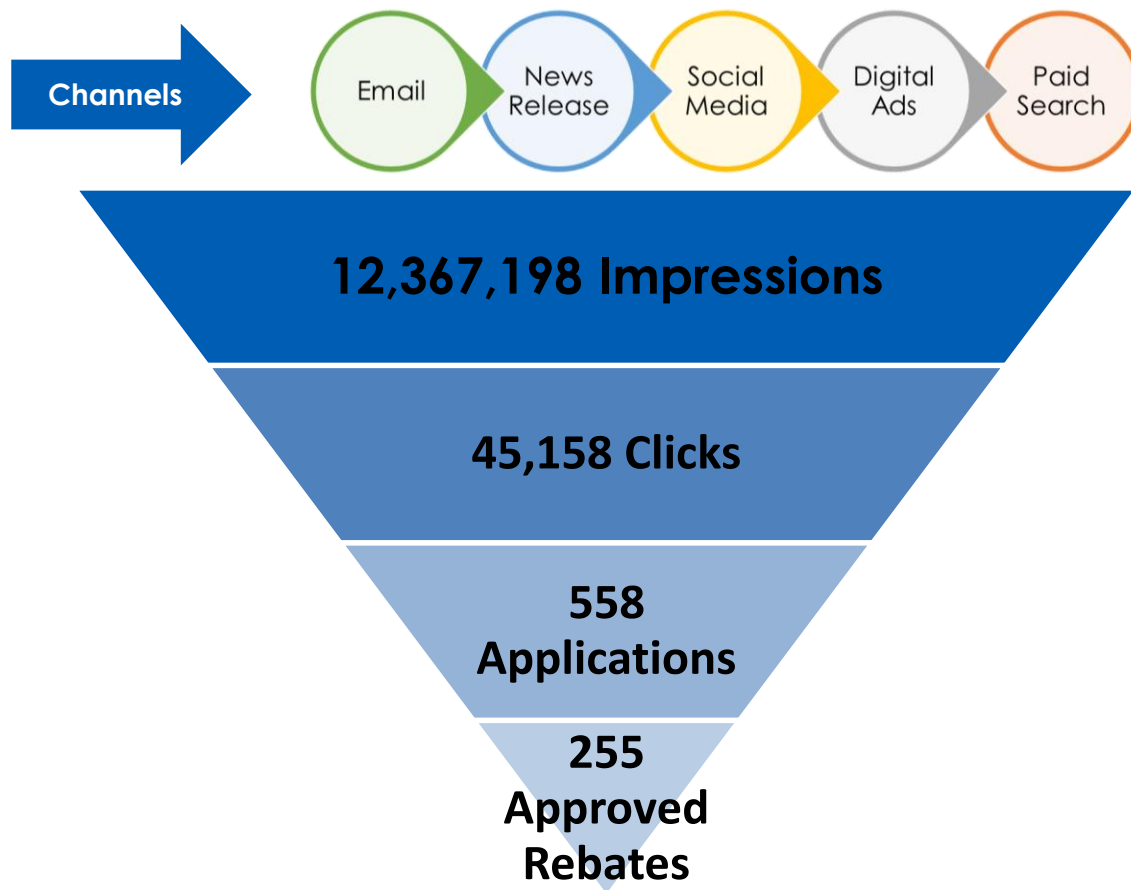 Channels
Email
News
Release
Social
Media
Digital
Ads
Paid
Search
12,367,198 Impressions
45,158 Clicks
558
Applications
255
Approved
Rebates